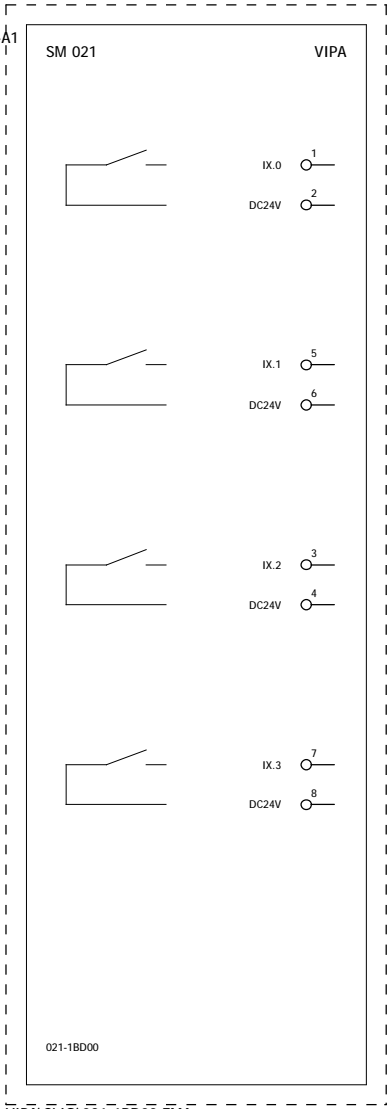 A1
SM 021 VIPA
1
IX.0
2
DC24V
5
IX.1
6
DC24V
3
IX.2
4
DC24V
7
IX.3
8
DC24V
021-1BD00